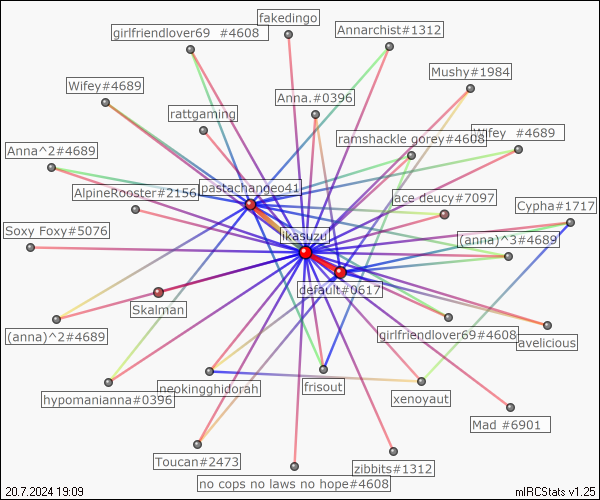 fakedingo
girlfriendlover69 #4608
Annarchist#1312
Mushy#1984
Wifey#4689
Anna.#0396
rattgaming
Wifey #4689
ramshackle gorey#4608
Anna^2#4689
pastachangeo41
AlpineRooster#2156
ace deucy#7097
Cypha#1717
Soxy Foxy#5076
ikasuzu
(anna)^3#4689
default#0617
Skalman
(anna)^2#4689
girlfriendlover69#4608
avelicious
neokingghidorah
frisout
hypomanianna#0396
xenoyaut
Mad #6901
Toucan#2473
zibbits#1312
no cops no laws no hope#4608
20.7.2024 19:09
mIRCStats v1.25